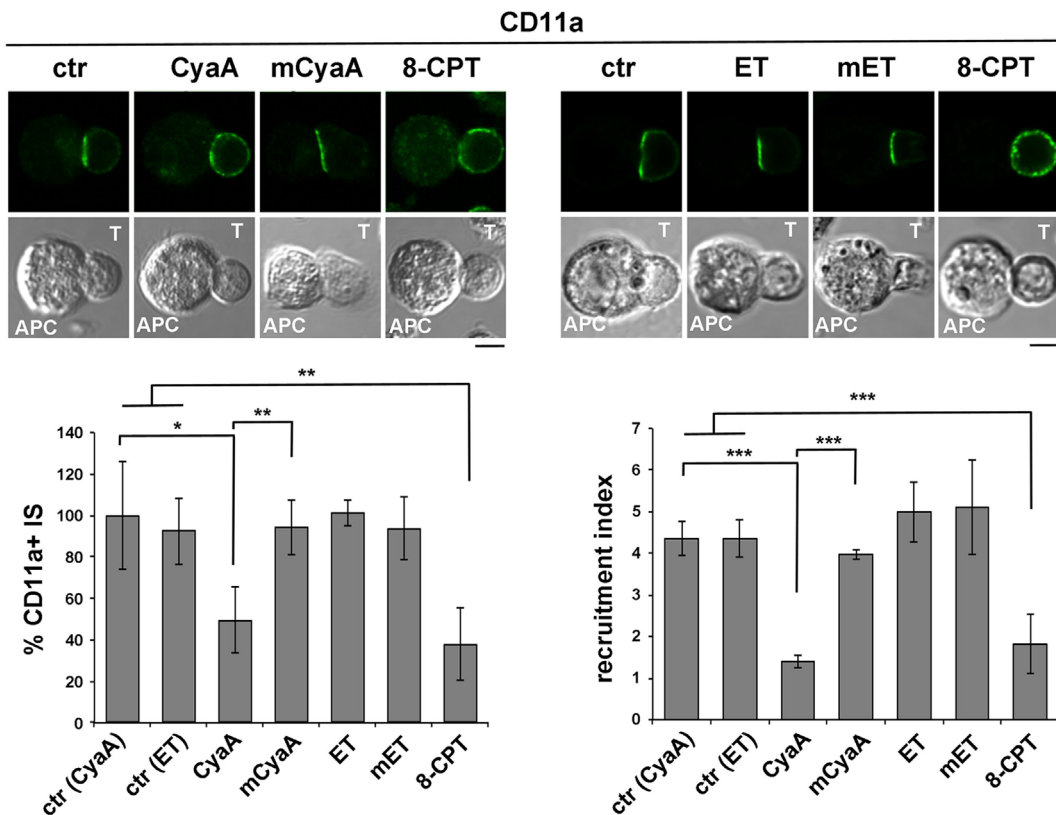 CD11a
ctr CyaA mCyaA 8-CPT ctr ET mET 8-CPT
T T T T T T T T
APC APC APC APC APC APC APC APC
**
* **
% CD11a+ IS
140
120
100
80
60
40
20
0
ctr (CyaA) ctr (ET) CyaA mCyaA ET mET 8-CPT
***
*** ***
recruitment index
7
6
5
4
3
2
1
0
ctr (CyaA) ctr (ET) CyaA mCyaA ET mET 8-CPT